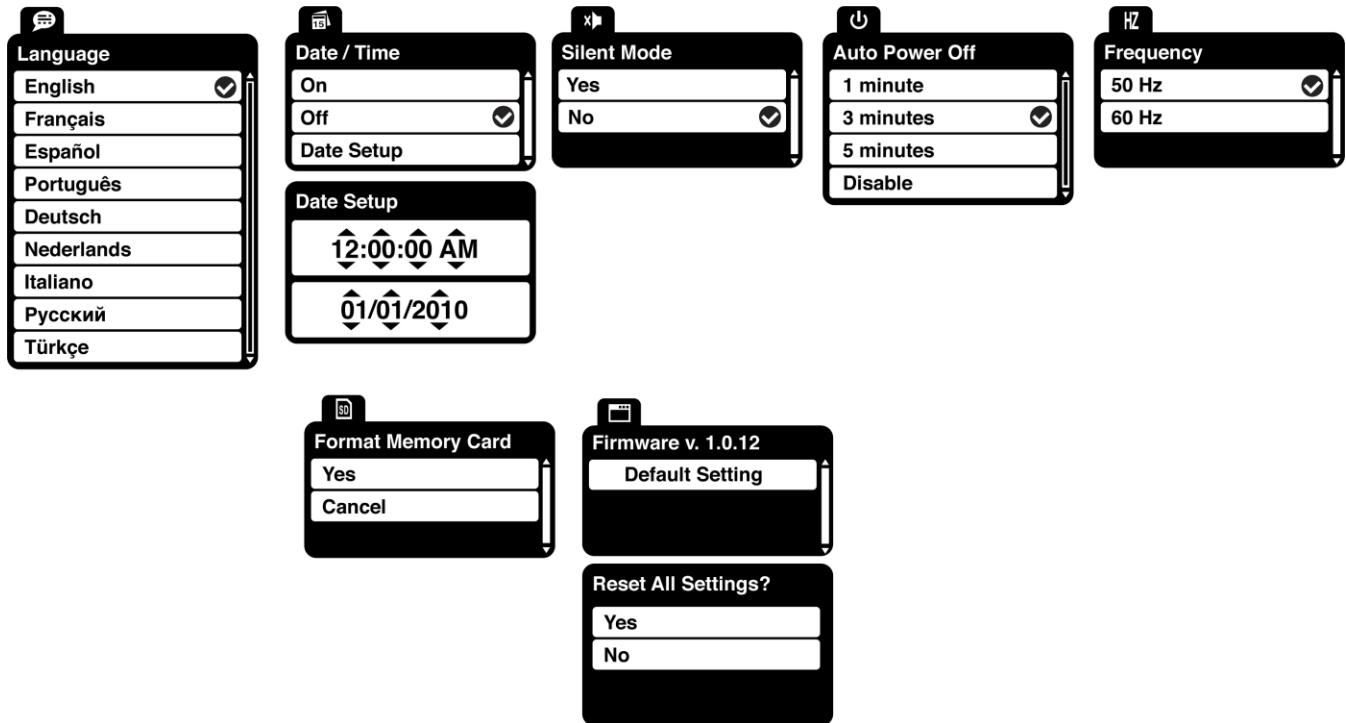 Language
English
Français
Español
Português
Deutsch
Nederlands
Italiano
Русский
Türkçe
15
Date / Time
On
Off
Date Setup
Date Setup
12:00:00 AM
01/01/2010
x
Silent Mode
Yes
No
Auto Power Off
1 minute
3 minutes
5 minutes
Disable
HZ
Frequency
50 Hz
60 Hz
SD
Format Memory Card
Yes
Cancel
Firmware v. 1.0.12
Default Setting
Reset All Settings?
Yes
No